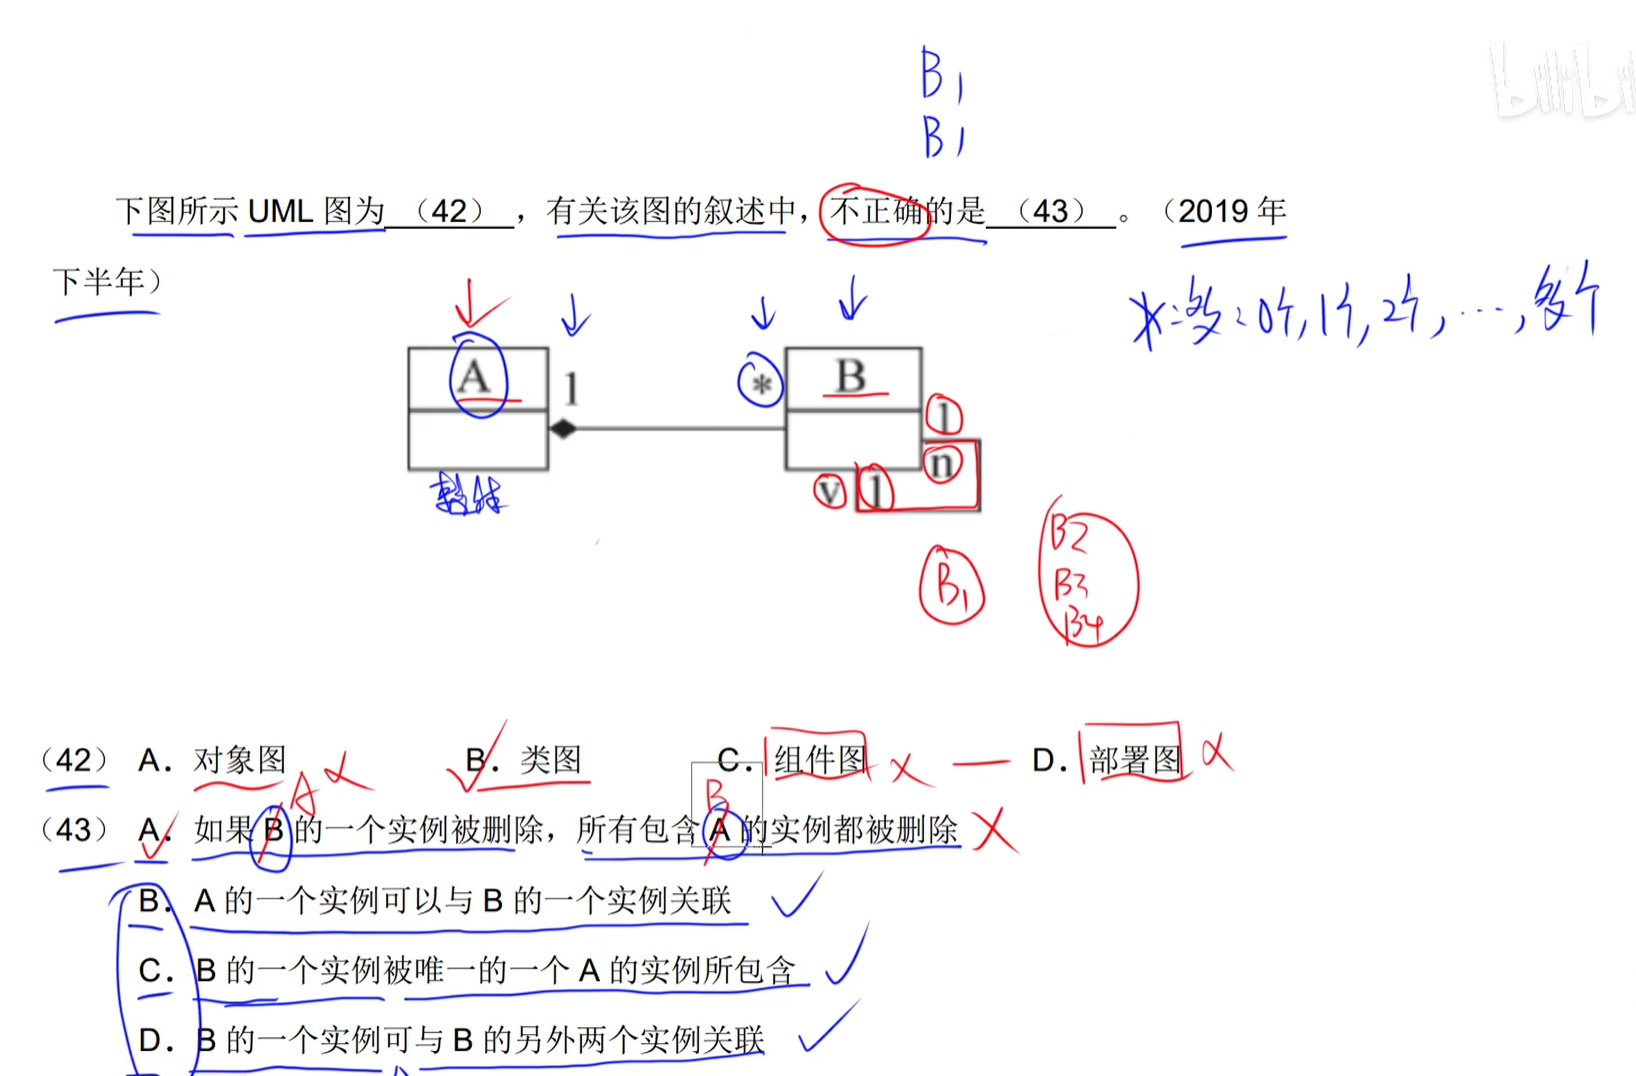 bilibili
B1
B1
下图所示 UML 图为 （42） ，有关该图的叙述中，不正确的是 （43） 。（2019 年
下半年）
*：多：0个，1个，2个，…，多个
A 1 * B
1
n
整体
v 1
B1
B2
B3
B4
（42） A. 对象图 B. 类图 C. 组件图 D. 部署图
A B
（43） A. 如果 B 的一个实例被删除，所有包含 A 的实例都被删除
B. A 的一个实例可以与 B 的一个实例关联
C. B 的一个实例被唯一的一个 A 的实例所包含
D. B 的一个实例可与 B 的另外两个实例关联